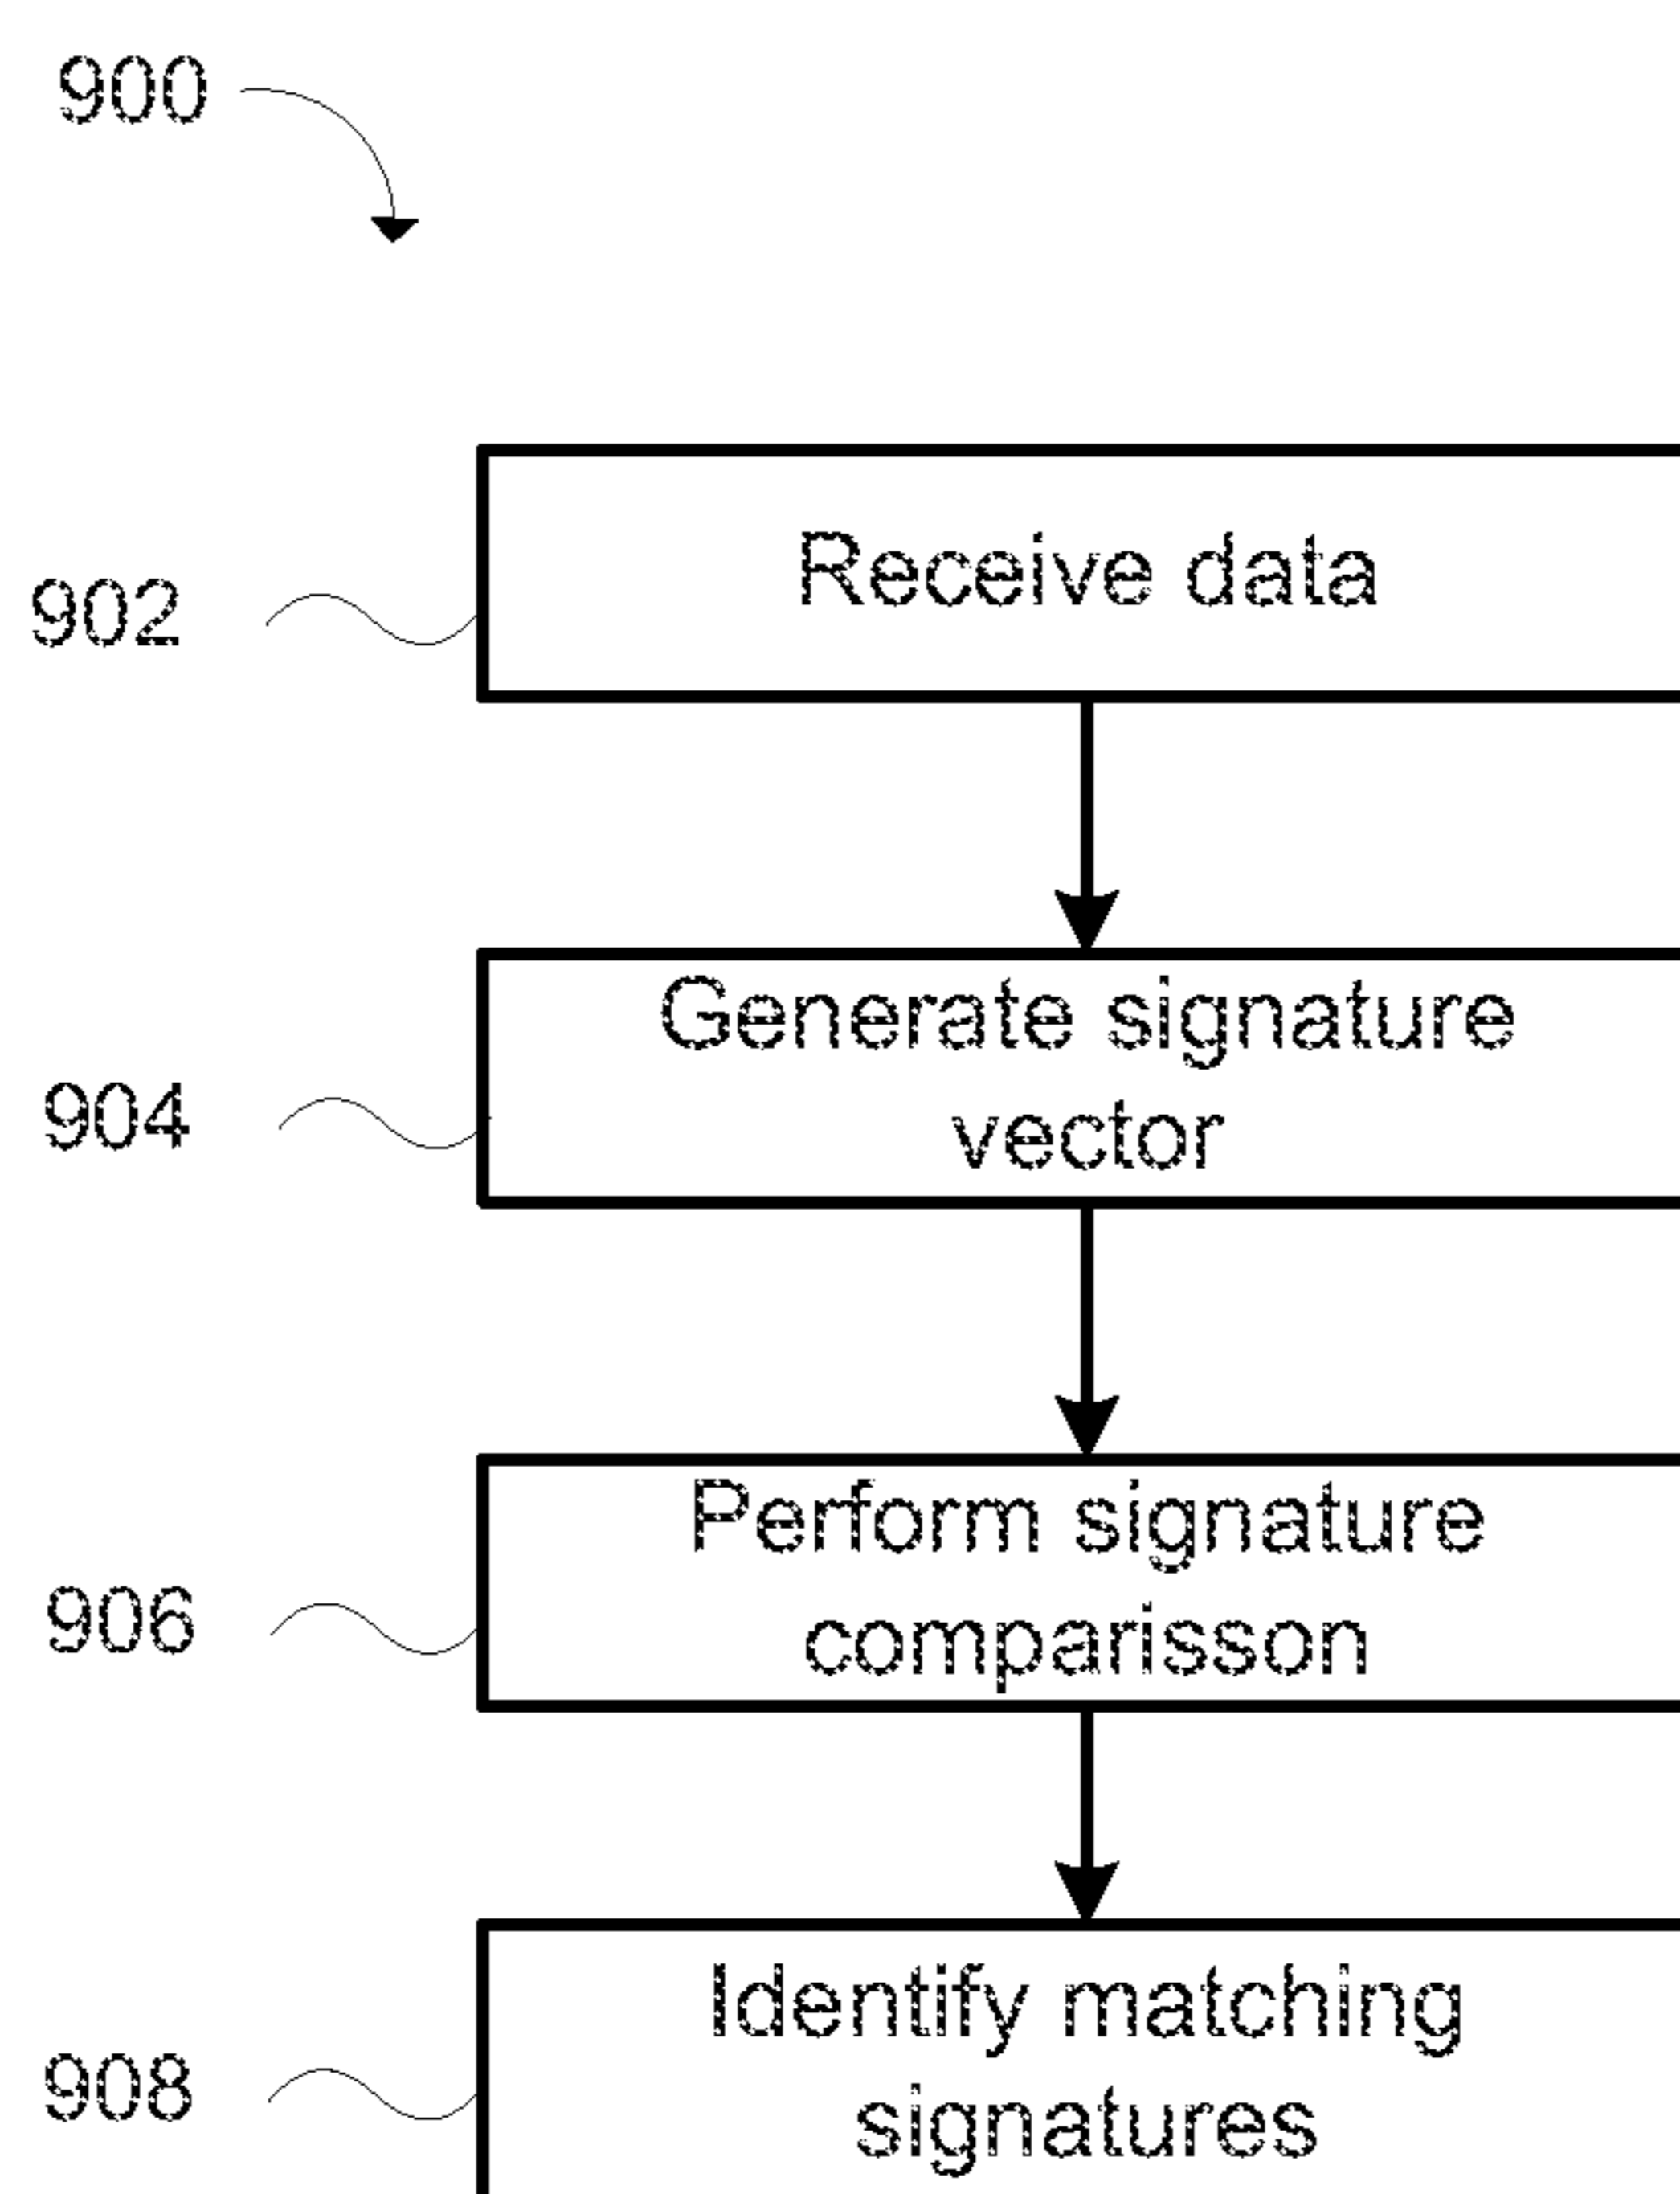 900
902
Receive data
904
Generate signature
vector
906
Perform signature
comparisson
908
Identify matching
signatures